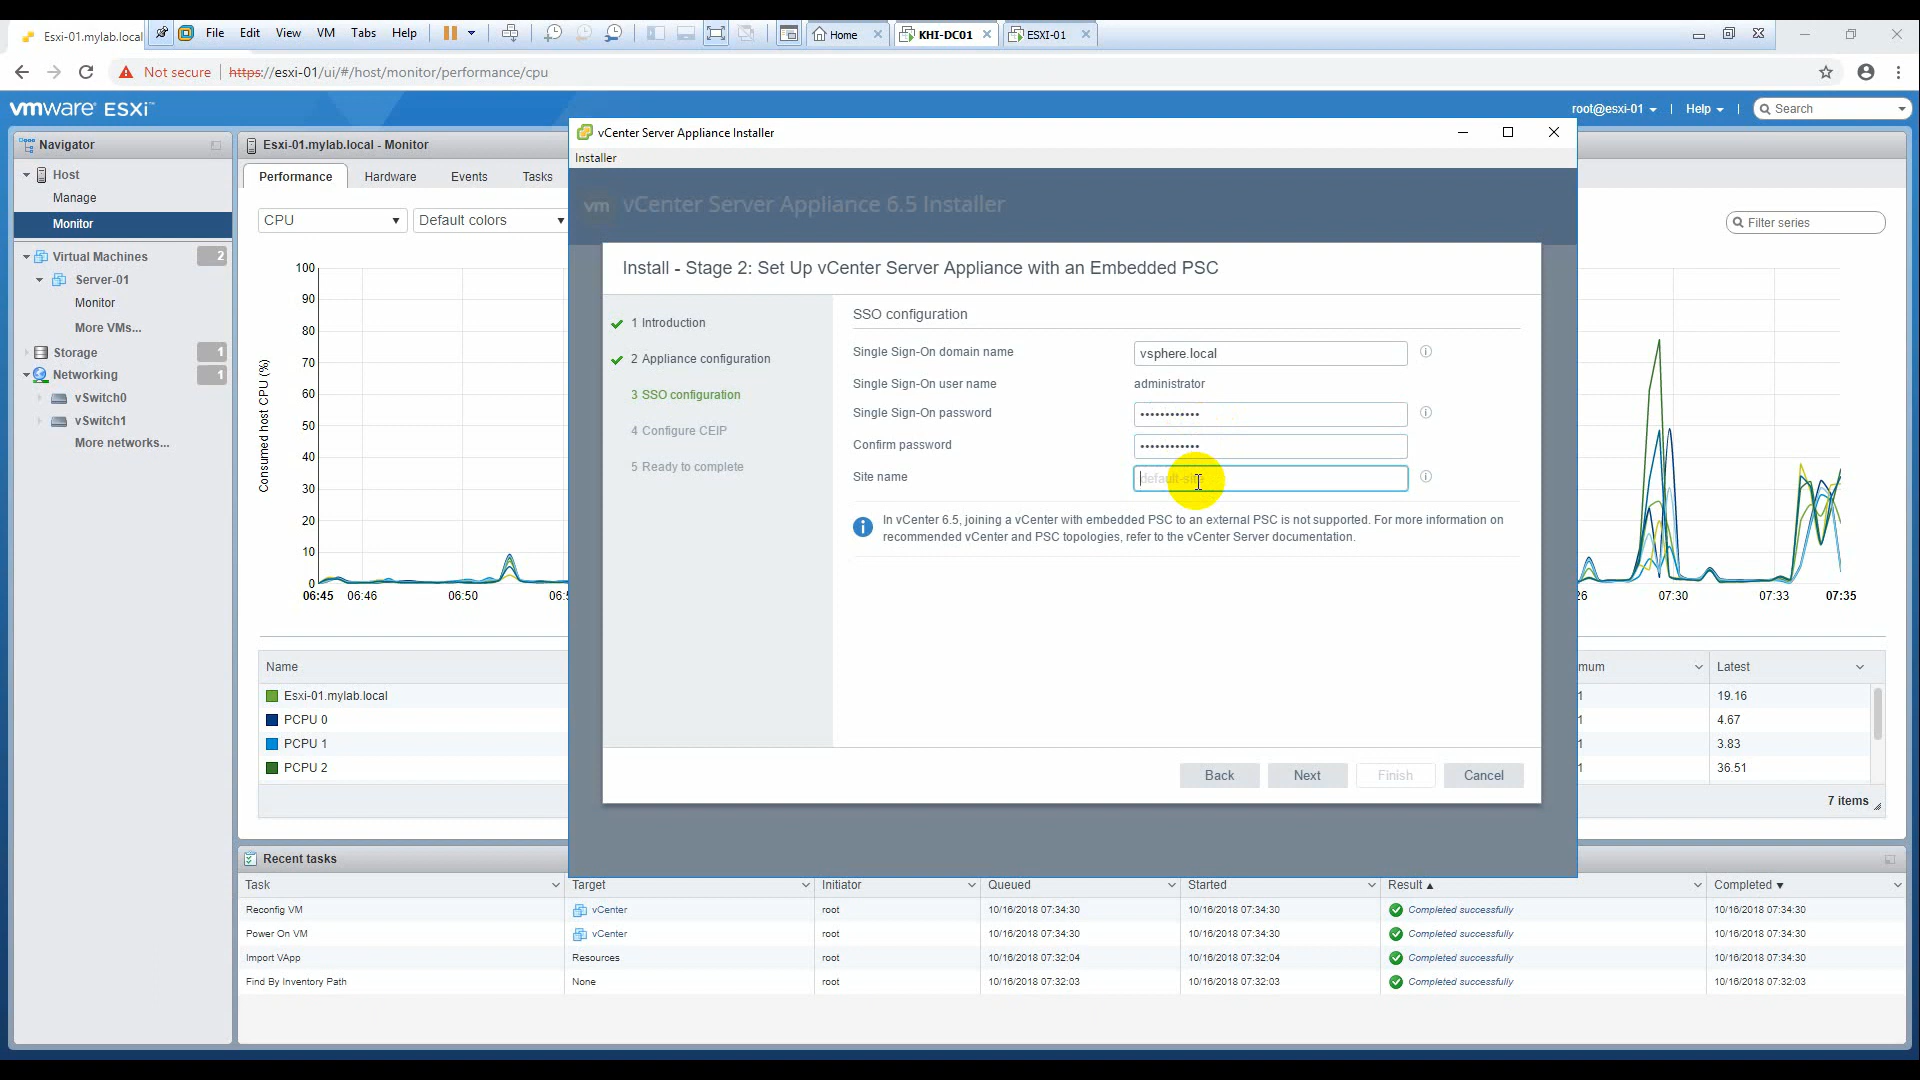 Esxi-01.mylab.local
File Edit View VM Tabs Help
Home
KHI-DC01
ESXI-01
Not secure https://esxi-01/ui/#/host/monitor/performance/cpu
vmware ESXi™
root@esxi-01 Help Search
Navigator
Host
Manage
Monitor
Virtual Machines 2
Server-01
Monitor
More VMs...
Storage 1
Networking 1
vSwitch0
vSwitch1
More networks...
Esxi-01.mylab.local - Monitor
Performance Hardware Events Tasks
CPU Default colors
Filter series
Consumed host CPU (%)
100
90
80
70
60
50
40
30
20
10
0
06:45 06:46 06:50
07:30 07:33 07:35
Name
Esxi-01.mylab.local
PCPU 0
PCPU 1
PCPU 2
Latest
19.16
4.67
3.83
36.51
7 items
vCenter Server Appliance Installer
Installer
vm vCenter Server Appliance 6.5 Installer
Install - Stage 2: Set Up vCenter Server Appliance with an Embedded PSC
1 Introduction
2 Appliance configuration
3 SSO configuration
4 Configure CEIP
5 Ready to complete
SSO configuration
Single Sign-On domain name vsphere.local
Single Sign-On user name administrator
Single Sign-On password ••••••••••••
Confirm password ••••••••••••
Site name default-site
In vCenter 6.5, joining a vCenter with embedded PSC to an external PSC is not supported. For more information on
recommended vCenter and PSC topologies, refer to the vCenter Server documentation.
Back Next Finish Cancel
Recent tasks
Task Target Initiator Queued Started Result Completed
Reconfig VM vCenter root 10/16/2018 07:34:30 10/16/2018 07:34:30 Completed successfully 10/16/2018 07:34:30
Power On VM vCenter root 10/16/2018 07:34:30 10/16/2018 07:34:30 Completed successfully 10/16/2018 07:34:30
Import VApp Resources root 10/16/2018 07:32:04 10/16/2018 07:32:04 Completed successfully 10/16/2018 07:34:30
Find By Inventory Path None root 10/16/2018 07:32:03 10/16/2018 07:32:03 Completed successfully 10/16/2018 07:32:03